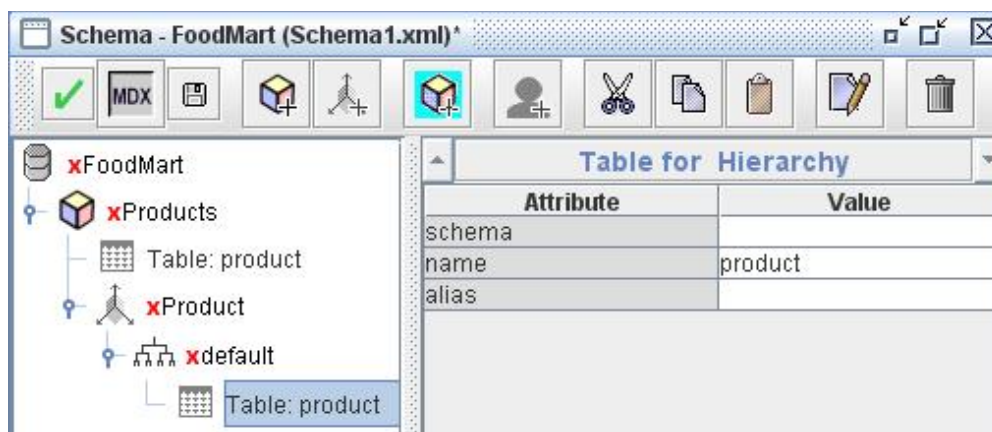 Schema - FoodMart (Schema1.xml)*
MDX
xFoodMart
xProducts
Table: product
xProduct
xdefault
Table: product
Table for Hierarchy
Attribute Value
schema
name product
alias